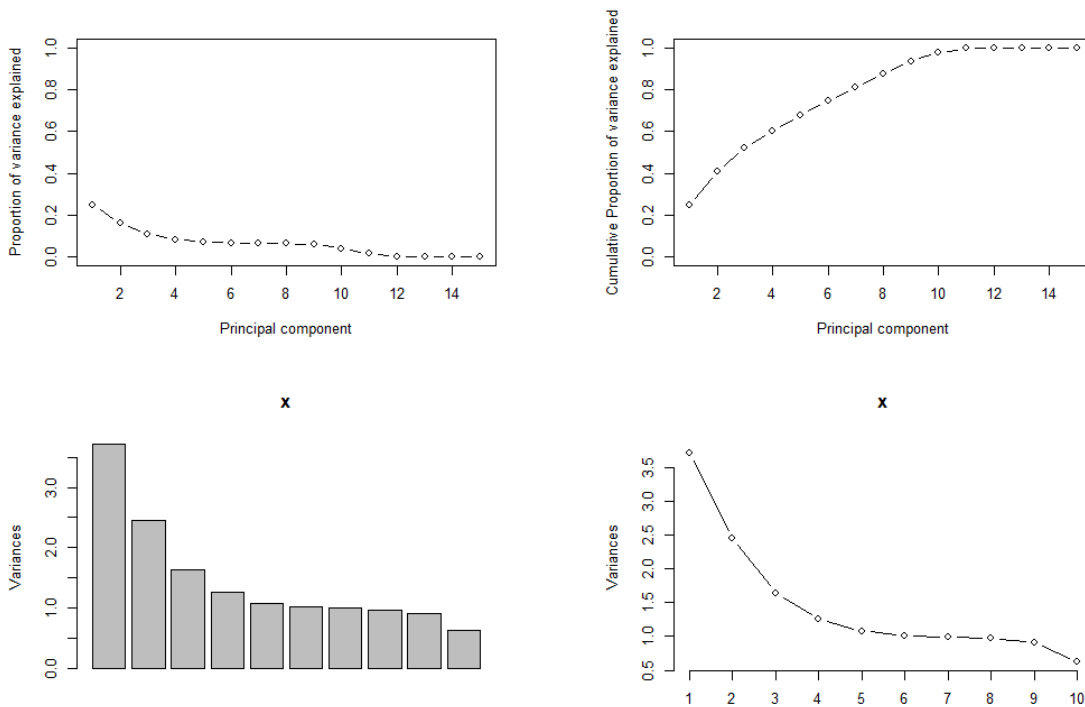 Proportion of variance explained
1.0
0.8
0.6
0.4
0.2
0.0
2 4 6 8 10 12 14
Principal component
Cumulative Proportion of variance explained
1.0
0.8
0.6
0.4
0.2
0.0
2 4 6 8 10 12 14
Principal component
x
Variances
3.0
2.0
1.0
0.0
x
Variances
3.5
3.0
2.5
2.0
1.5
1.0
0.5
1 2 3 4 5 6 7 8 9 10